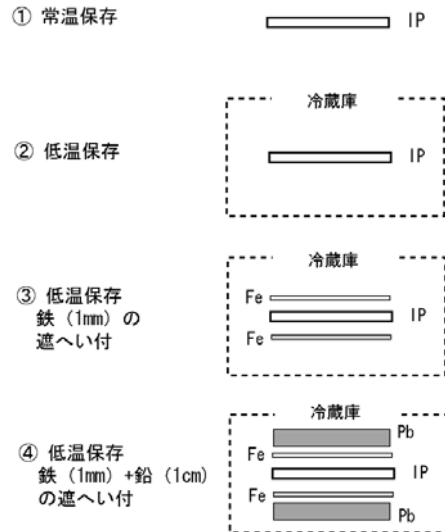 ① 常温保存
IP
冷蔵庫
② 低温保存
IP
冷蔵庫
③ 低温保存
鉄（1mm）の
遮へい付
Fe
IP
Fe
冷蔵庫
④ 低温保存
鉄（1mm）+鉛（1cm）
の遮へい付
Pb
Fe
IP
Fe
Pb